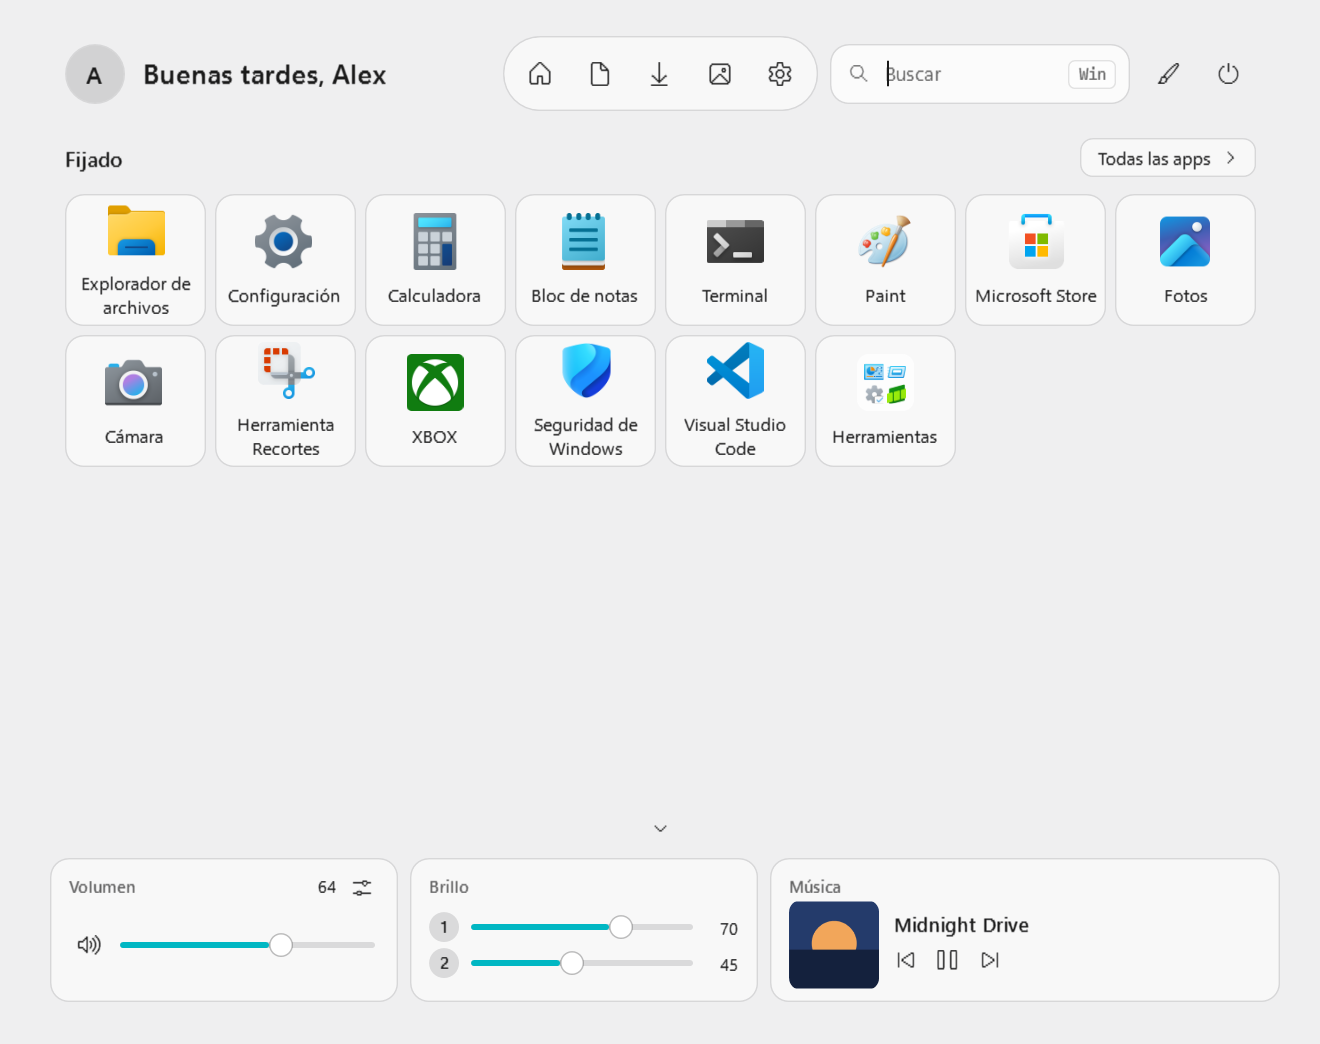 A
Buenas tardes, Alex
Buscar
Win
Fijado
Todas las apps
Explorador de
archivos
Configuración
Calculadora
Bloc de notas
Terminal
Paint
Microsoft Store
Fotos
Cámara
Herramienta
Recortes
XBOX
Seguridad de
Windows
Visual Studio
Code
Herramientas
Volumen
64
Brillo
1
70
2
45
Música
Midnight Drive